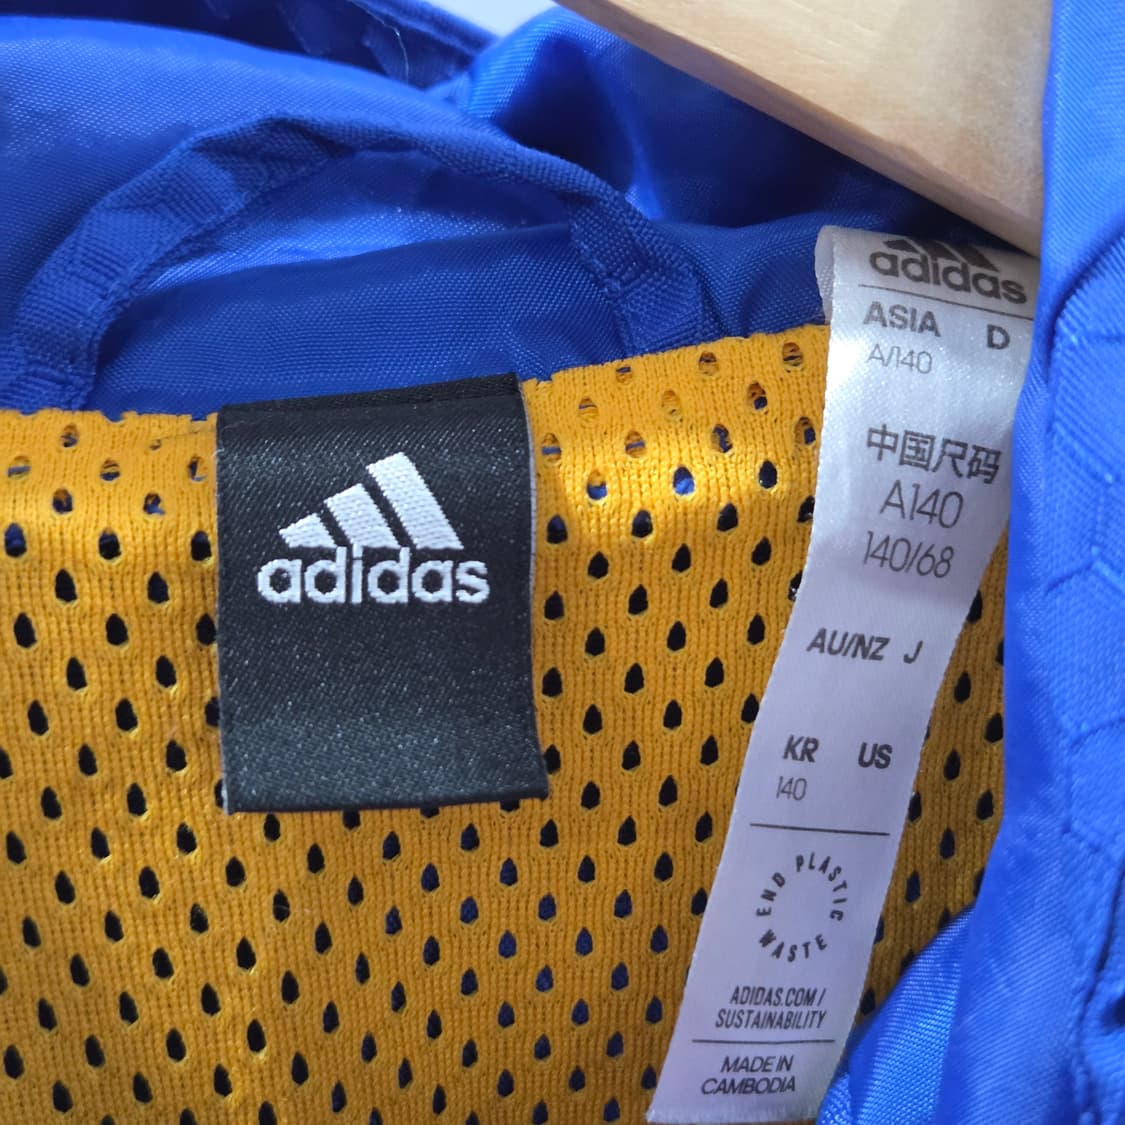 adidas
adidas
ASIA D
A/140
中国尺码
A140
140/68
AU/NZ J
KR US
140
END PLASTIC WASTE
ADIDAS.COM/
SUSTAINABILITY
MADE IN
CAMBODIA